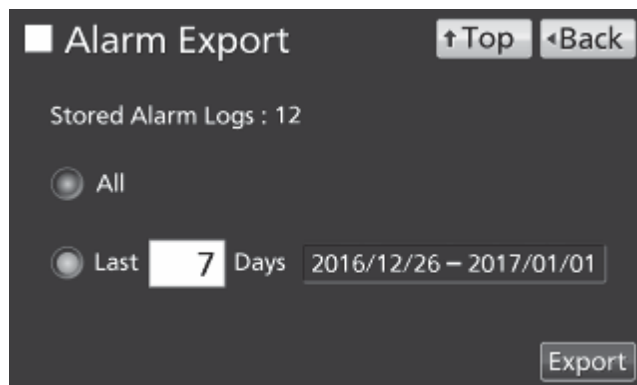 Alarm Export
↑Top
◂Back
Stored Alarm Logs : 12
All
Last 7 Days 2016/12/26 – 2017/01/01
Export